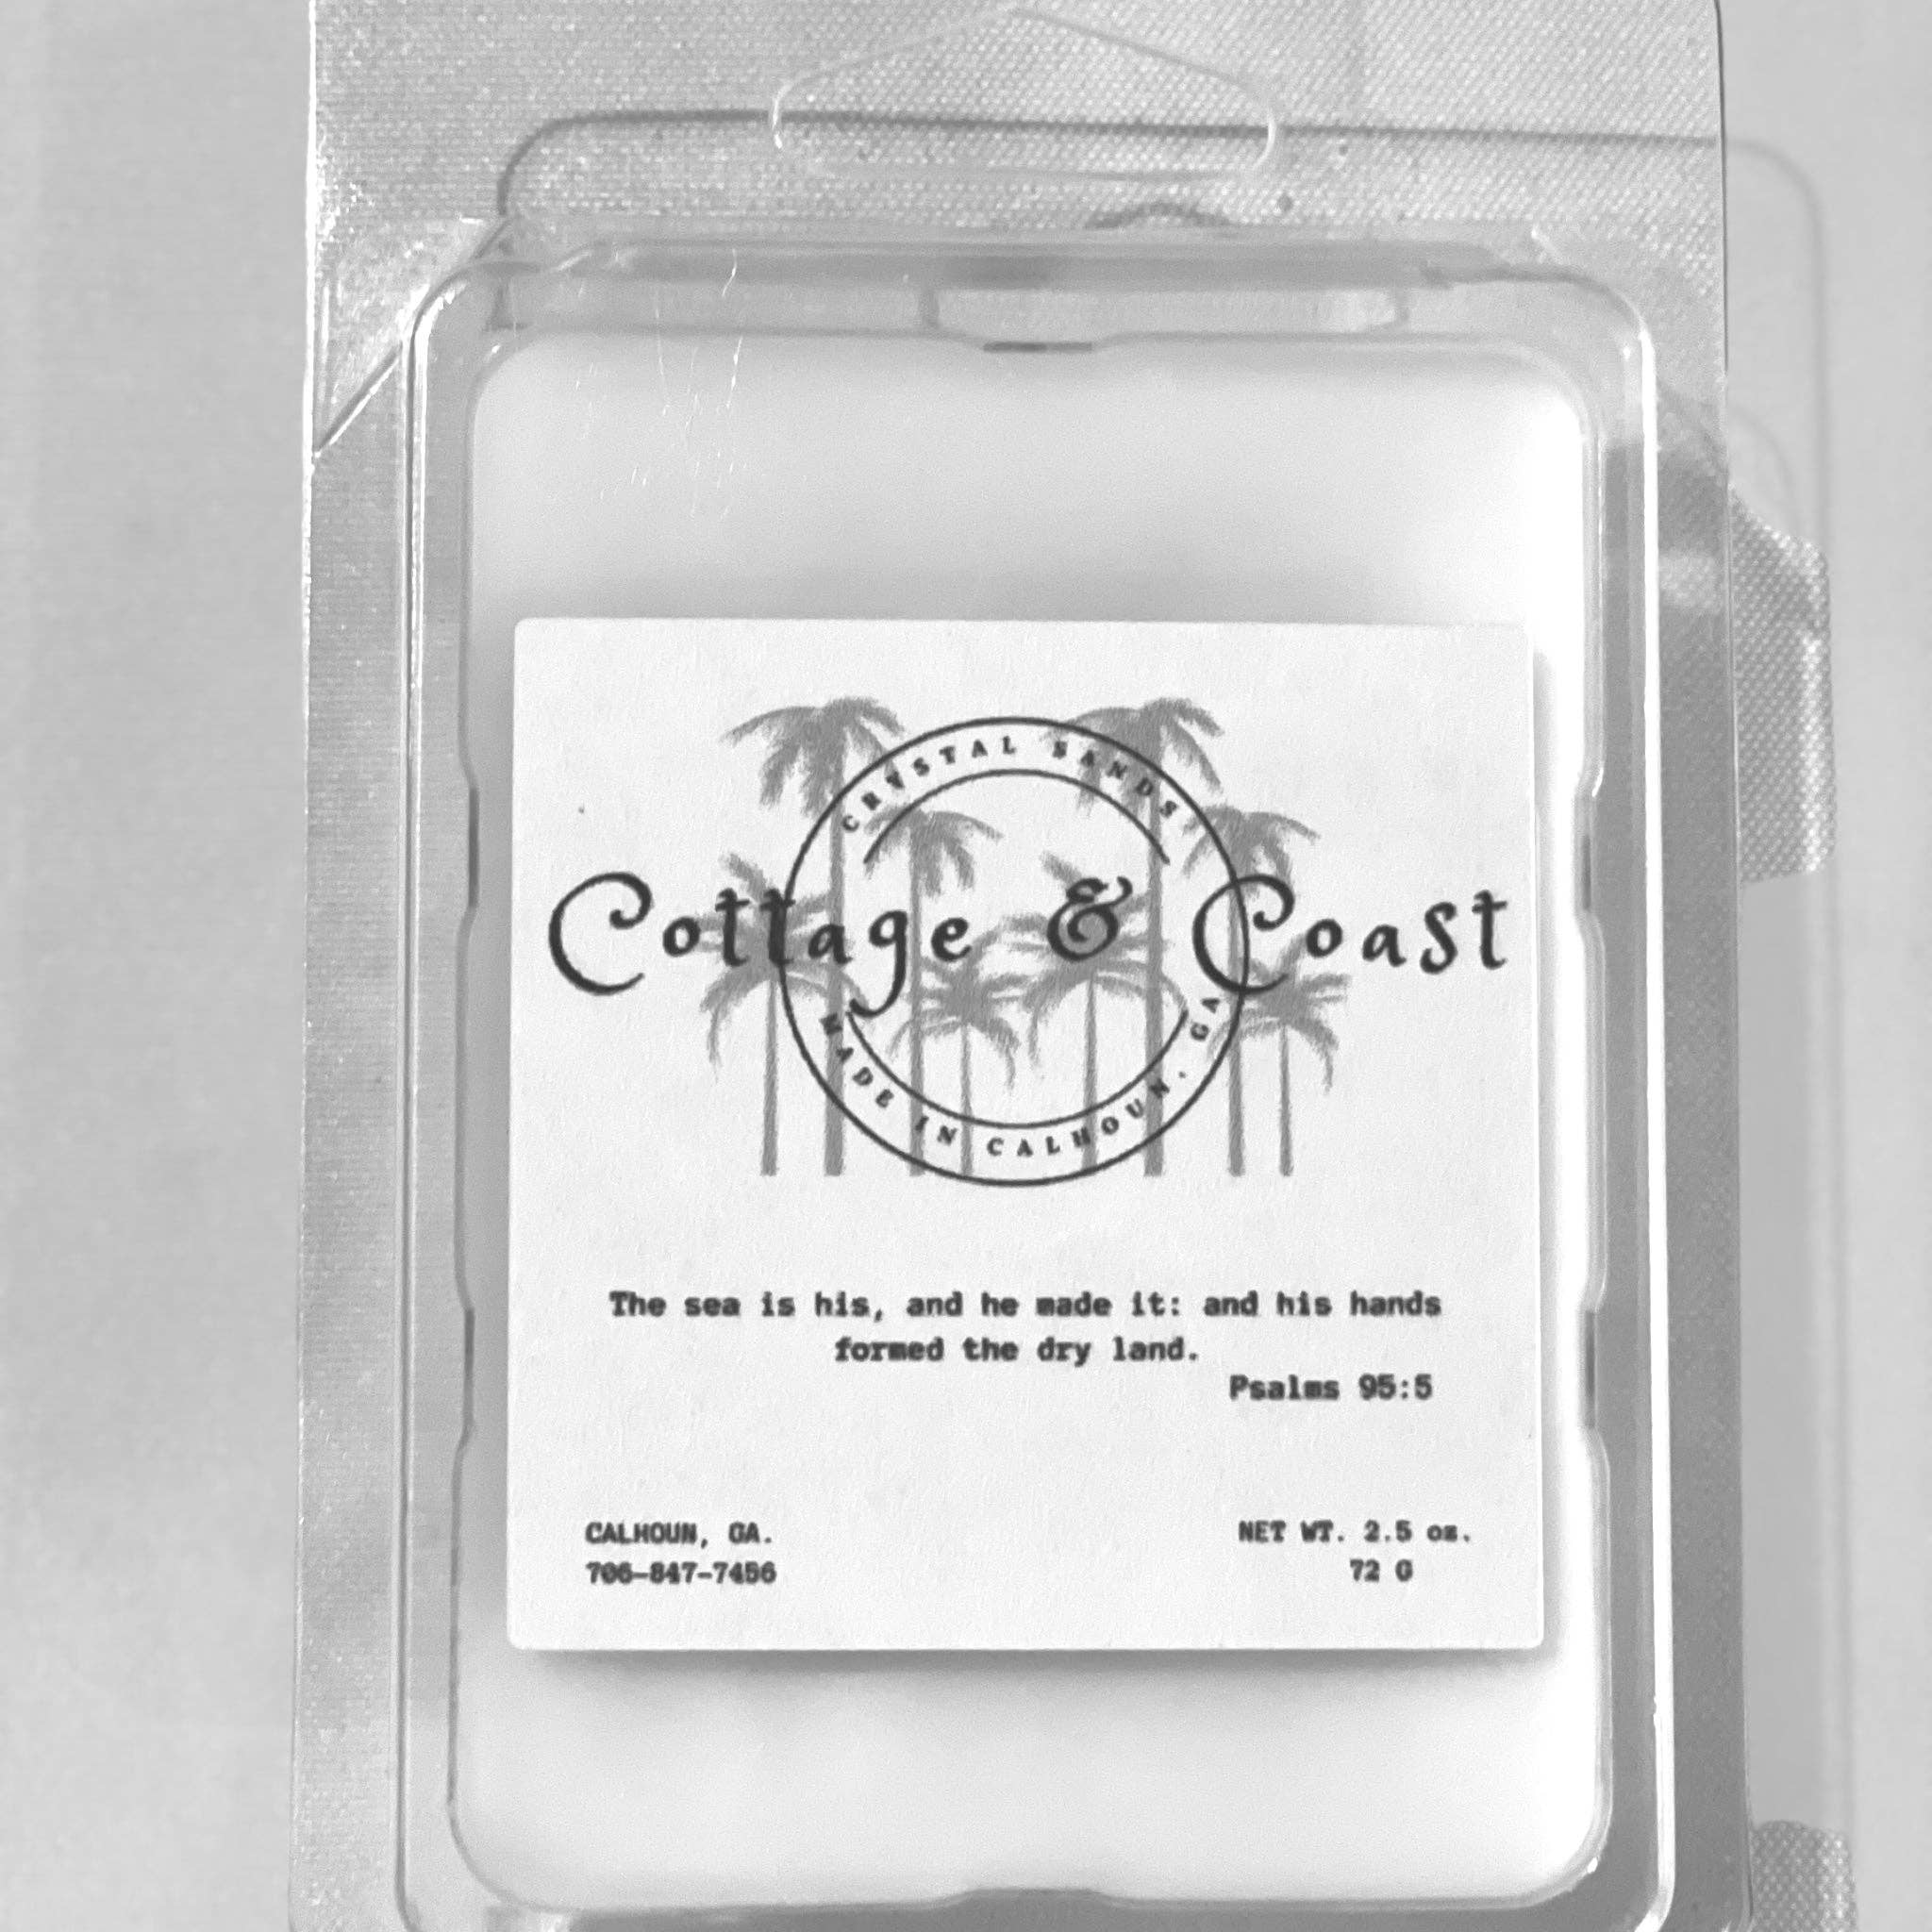 CRYSTAL SANDS
Cottage & Coast
MADE IN CALHOUN. GA
The sea is his, and he made it: and his hands
formed the dry land.
Psalms 95:5
CALHOUN, GA.
706-847-7456
NET WT. 2.5 oz.
72 G